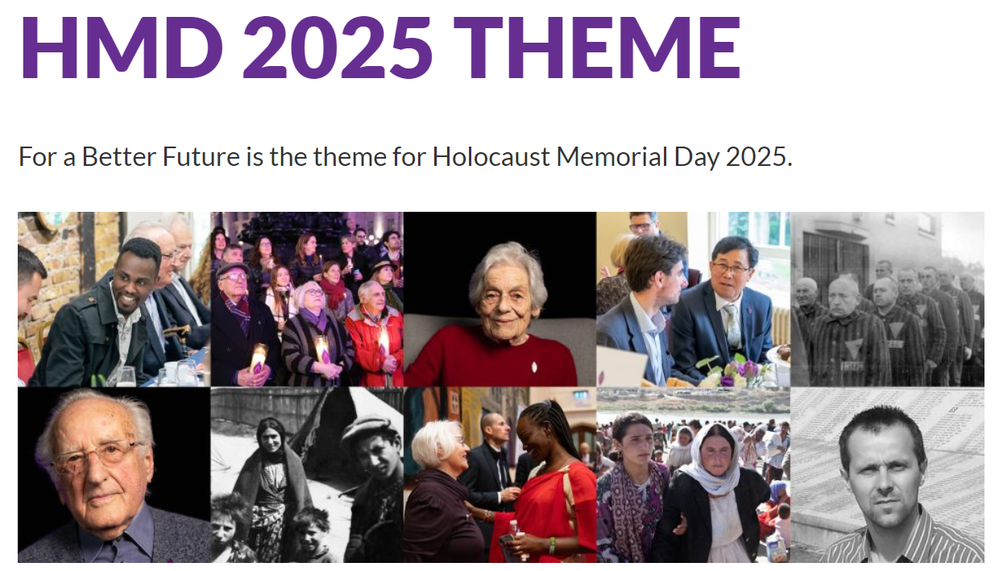 HMD 2025 THEME
For a Better Future is the theme for Holocaust Memorial Day 2025.